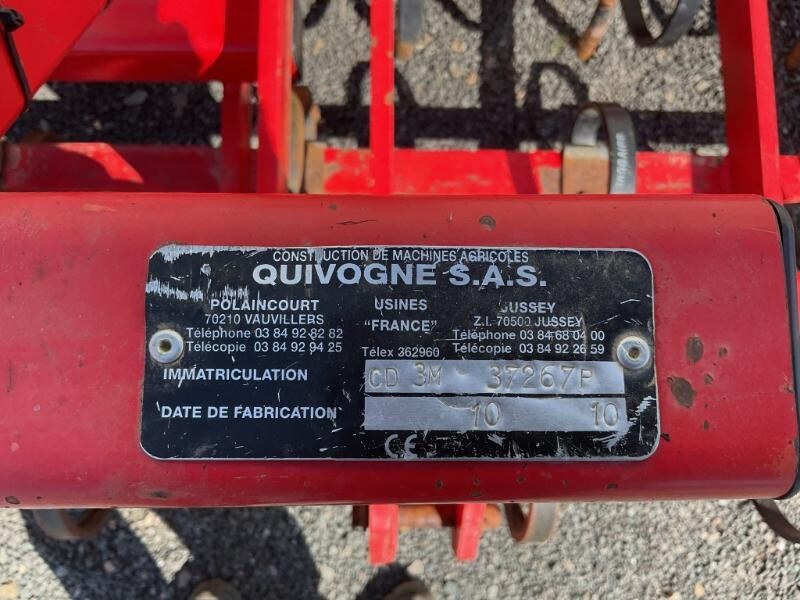 CONSTRUCTION DE MACHINES AGRICOLES
QUIVOGNE S.A.S.
POLAINCOURT USINES JUSSEY
70210 VAUVILLERS "FRANCE" Z.I. 70500 JUSSEY
Téléphone 03 84 92 82 82 Téléphone 03 84 68 04 00
Télécopie 03 84 92 94 25 Télex 362960 Télécopie 03 84 92 26 59
IMMATRICULATION CD 3M 37267P
DATE DE FABRICATION 10 10
CE